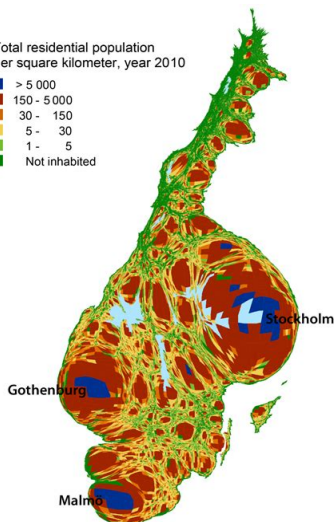 otal residential population
er square kilometer, year 2010
> 5 000
150 - 5 000
30 - 150
5 - 30
1 - 5
Not inhabited
Stockholm
Gothenburg
Malmö